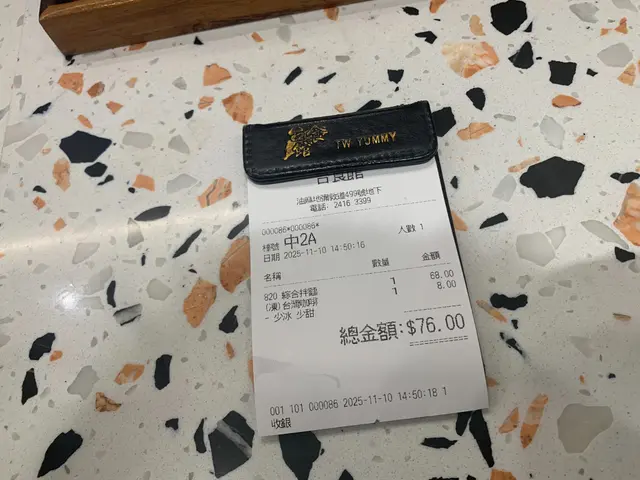 TW YUMMY
電話: 2416 3399
000086*000086*
檯號 中2A 人數 1
日期 2025-11-10 14:50:16
名稱 數量 金額
820 綜合拌麵 1 68.00
(凍)台灣咖啡 1 8.00
- 少冰 少甜
總金額:$76.00
001 101 000086 2025-11-10 14:50:18 1
收銀